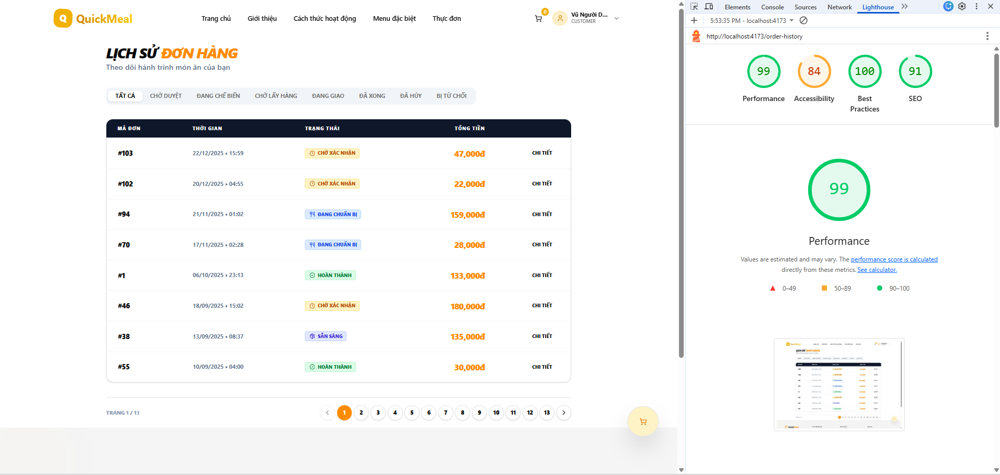 Q QuickMeal
Trang chủ
Giới thiệu
Cách thức hoạt động
Menu đặc biệt
Thực đơn
0
Vũ Người D...
CUSTOMER
LỊCH SỬ ĐƠN HÀNG
Theo dõi hành trình món ăn của bạn
TẤT CẢ CHỜ DUYỆT ĐANG CHẾ BIẾN CHỜ LẤY HÀNG ĐANG GIAO ĐÃ XONG ĐÃ HỦY BỊ TỪ CHỐI
MÃ ĐƠN THỜI GIAN TRẠNG THÁI TỔNG TIỀN
#103 22/12/2025 • 15:59 CHỜ XÁC NHẬN 47,000đ CHI TIẾT
#102 20/12/2025 • 04:55 CHỜ XÁC NHẬN 22,000đ CHI TIẾT
#94 21/11/2025 • 01:02 ĐANG CHUẨN BỊ 159,000đ CHI TIẾT
#70 17/11/2025 • 02:28 ĐANG CHUẨN BỊ 28,000đ CHI TIẾT
#1 06/10/2025 • 23:13 HOÀN THÀNH 133,000đ CHI TIẾT
#46 18/09/2025 • 15:02 CHỜ XÁC NHẬN 180,000đ CHI TIẾT
#38 13/09/2025 • 08:37 SẴN SÀNG 135,000đ CHI TIẾT
#55 10/09/2025 • 04:00 HOÀN THÀNH 30,000đ CHI TIẾT
TRANG 1 / 13
1 2 3 4 5 6 7 8 9 10 11 12 13
Elements Console Sources Network Lighthouse
5:53:35 PM - localhost:4173
http://localhost:4173/order-history
99 84 100 91
Performance Accessibility Best Practices SEO
99
Performance
Values are estimated and may vary. The performance score is calculated
directly from these metrics. See calculator.
0–49 50–89 90–100